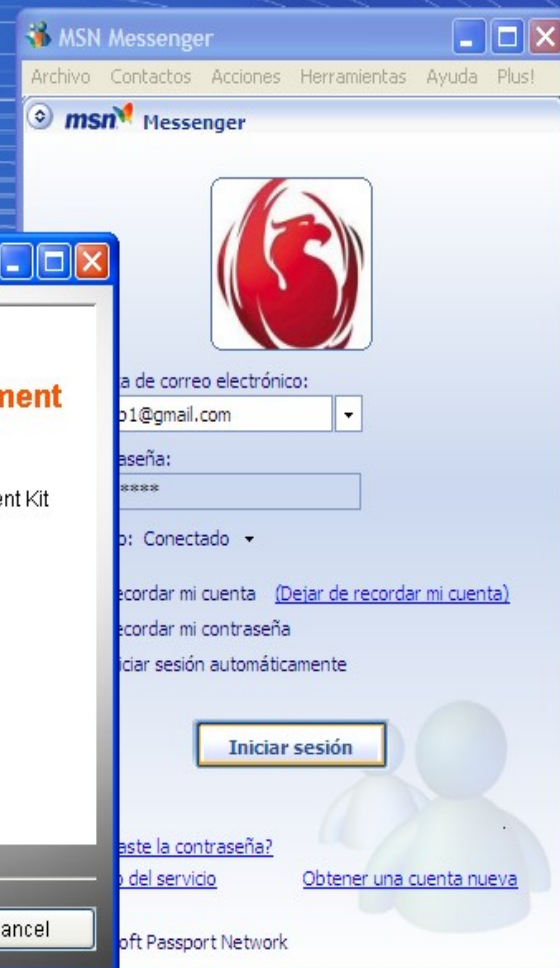 MSN Messenger
Archivo Contactos Acciones Herramientas Ayuda Plus!
msn Messenger
a de correo electrónico:
o1@gmail.com
aseña:
****
o: Conectado
ecordar mi cuenta (Dejar de recordar mi cuenta)
ecordar mi contraseña
iciar sesión automáticamente
Iniciar sesión
aste la contraseña?
o del servicio Obtener una cuenta nueva
oft Passport Network
ment
ent Kit
ancel